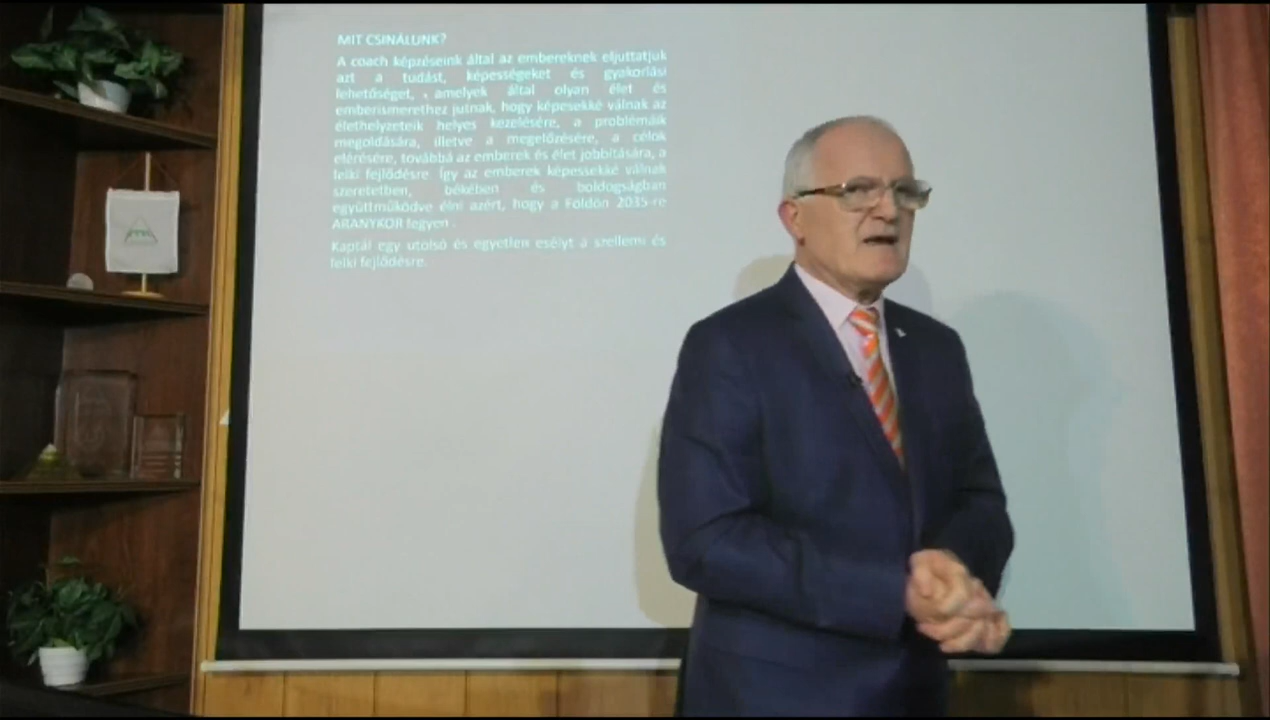 MIT CSINÁLUNK?
A coach képzéseink által az embereknek eljuttatjuk
azt a tudást, képességeket és gyakorlási
lehetőséget, amelyek által olyan élet és
emberismerethez jutnak, hogy képesekké válnak az
élethelyzeteik helyes kezelésére, a problémáik
megoldására, illetve a megelőzésére, a célok
elérésére, továbbá az emberek és élet jobbítására, a
lelki fejlődésre. Így az emberek képessekké válnak
szeretetben, békében és boldogságban
együttműködve élni azért, hogy a Földön 2035-re
ARANYKOR legyen
Kaptál egy utolsó és egyetlen esélyt a szellemi és
lelki fejlődésre.